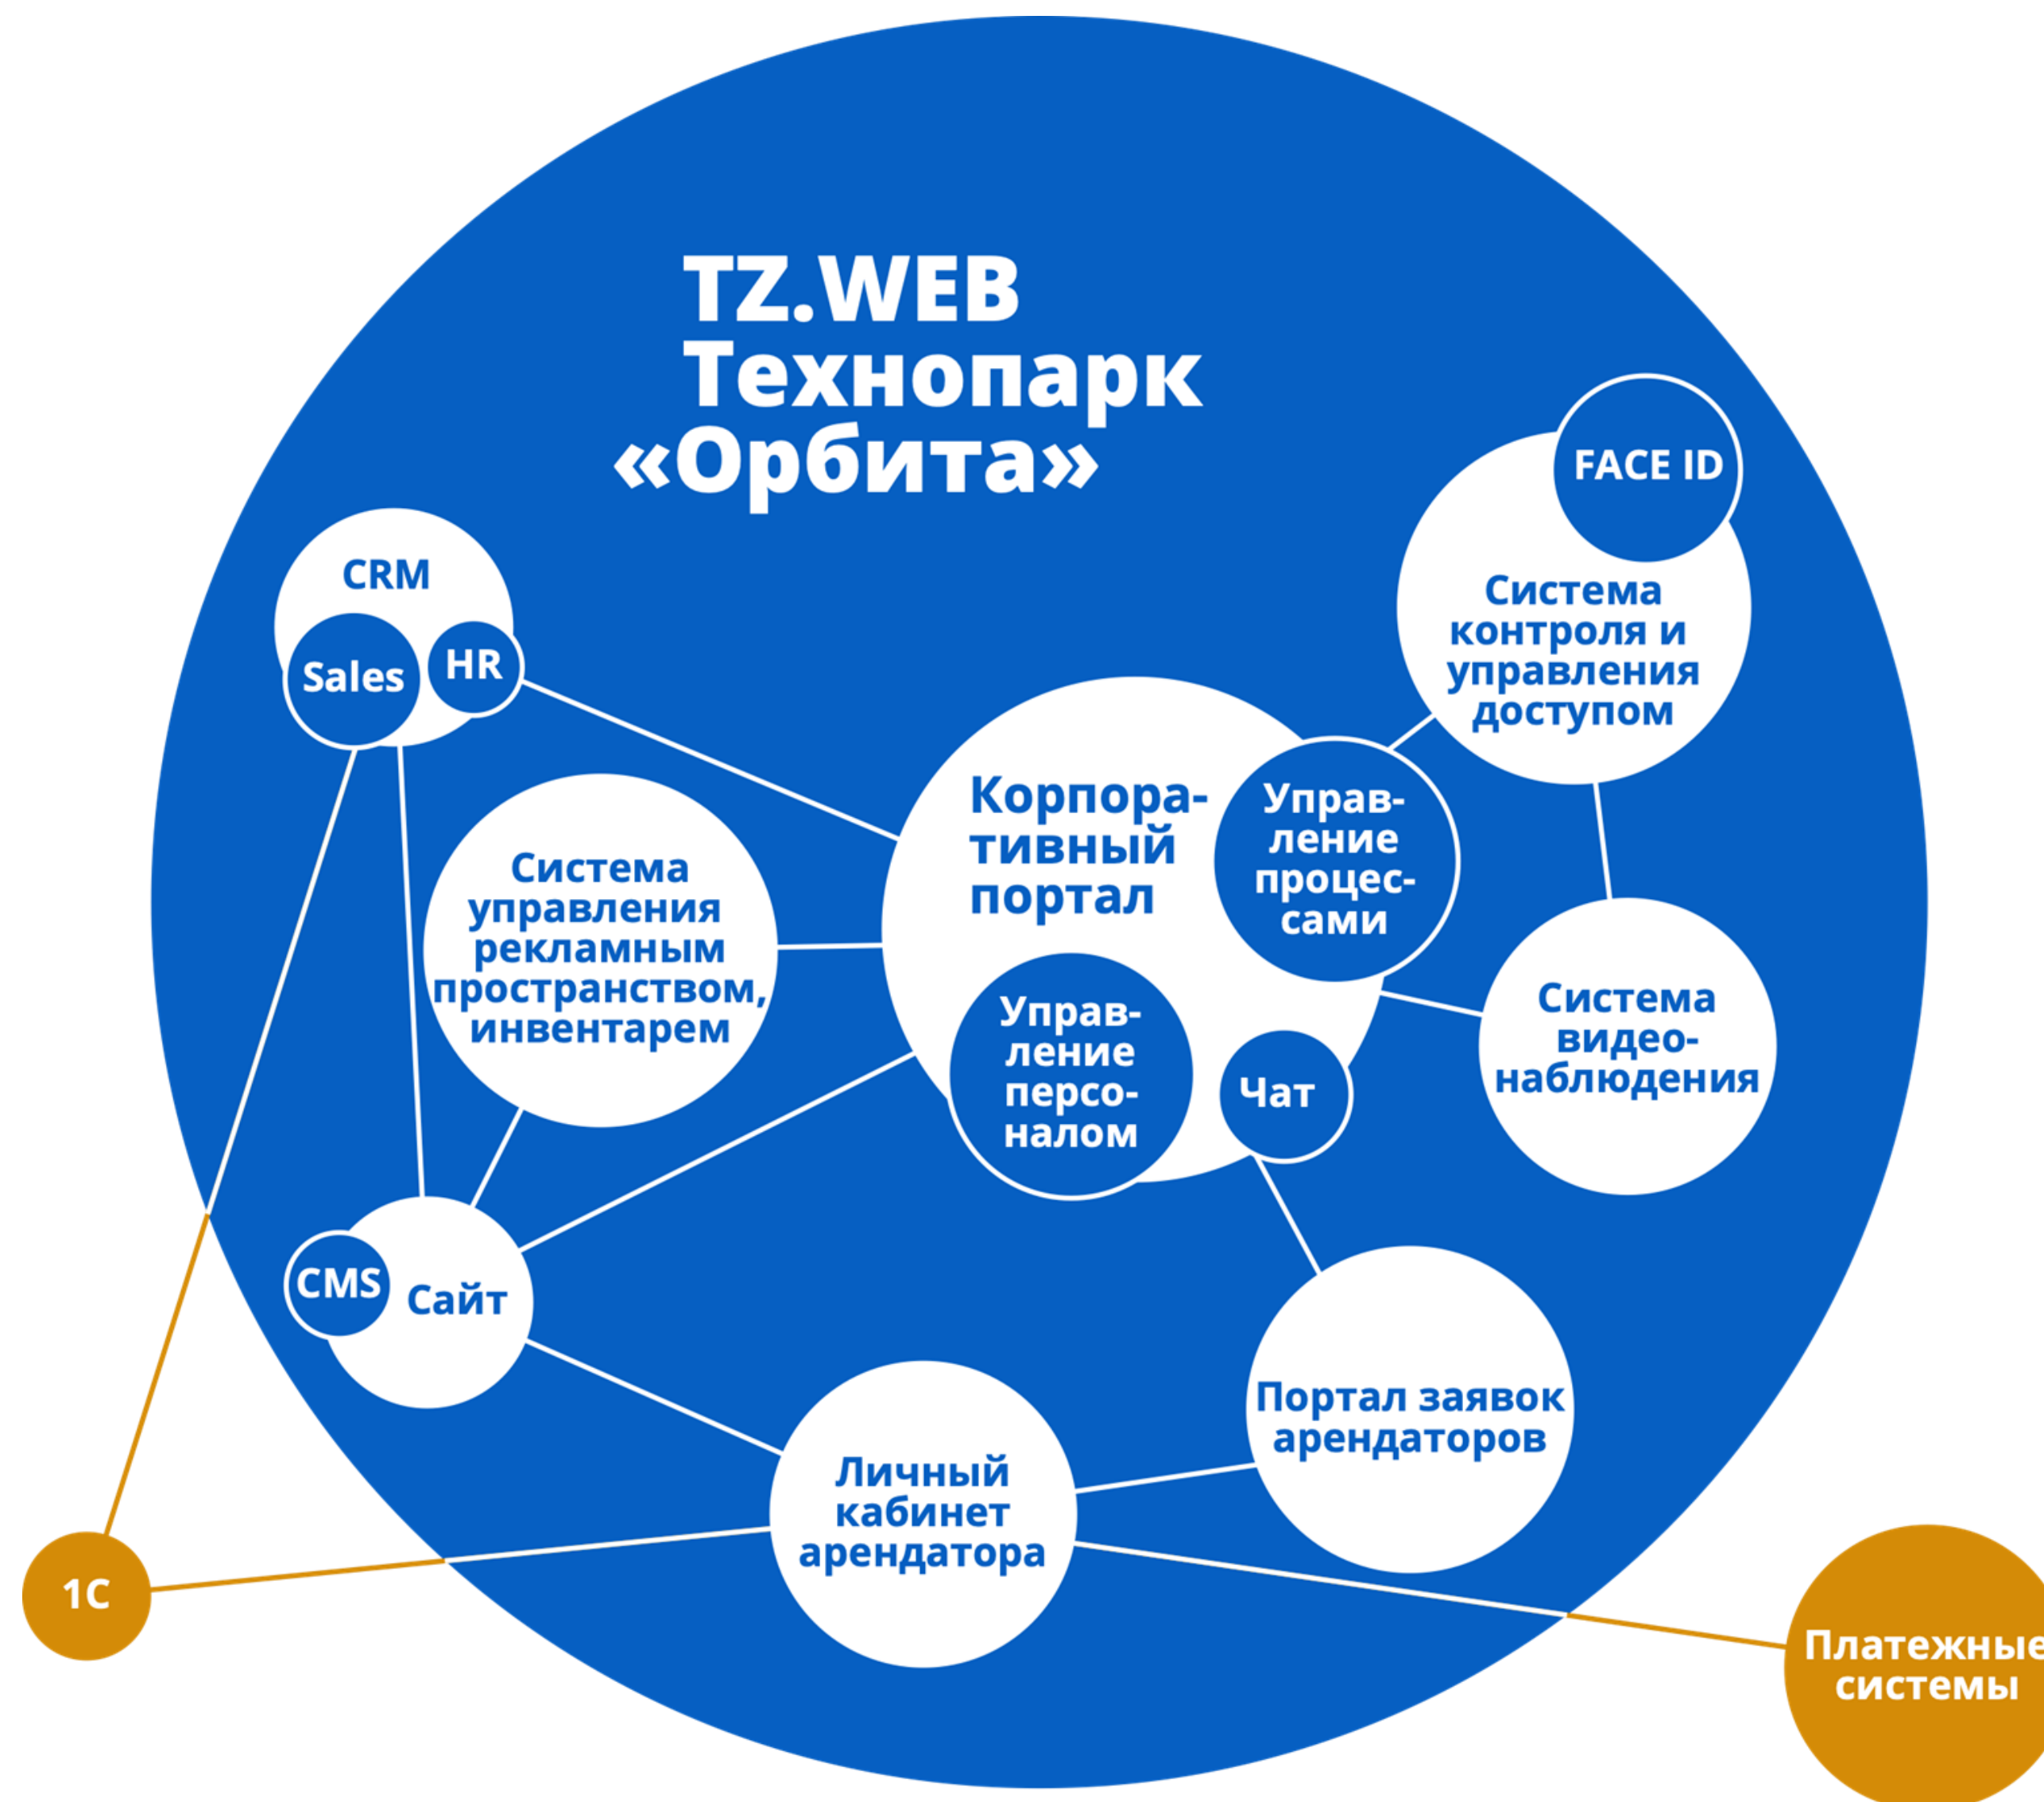 TZ.WEB
Технопарк
«Орбита»
FACE ID
Система
контроля и
управления
доступом
CRM
Sales
HR
Корпора-
тивный
портал
Управ-
ление
процес-
сами
Система
управления
рекламным
пространством,
инвентарем
Управ-
ление
персо-
налом
Чат
Система
видео-
наблюдения
CMS
Сайт
Портал заявок
арендаторов
Личный
кабинет
арендатора
1С
Платежные
системы